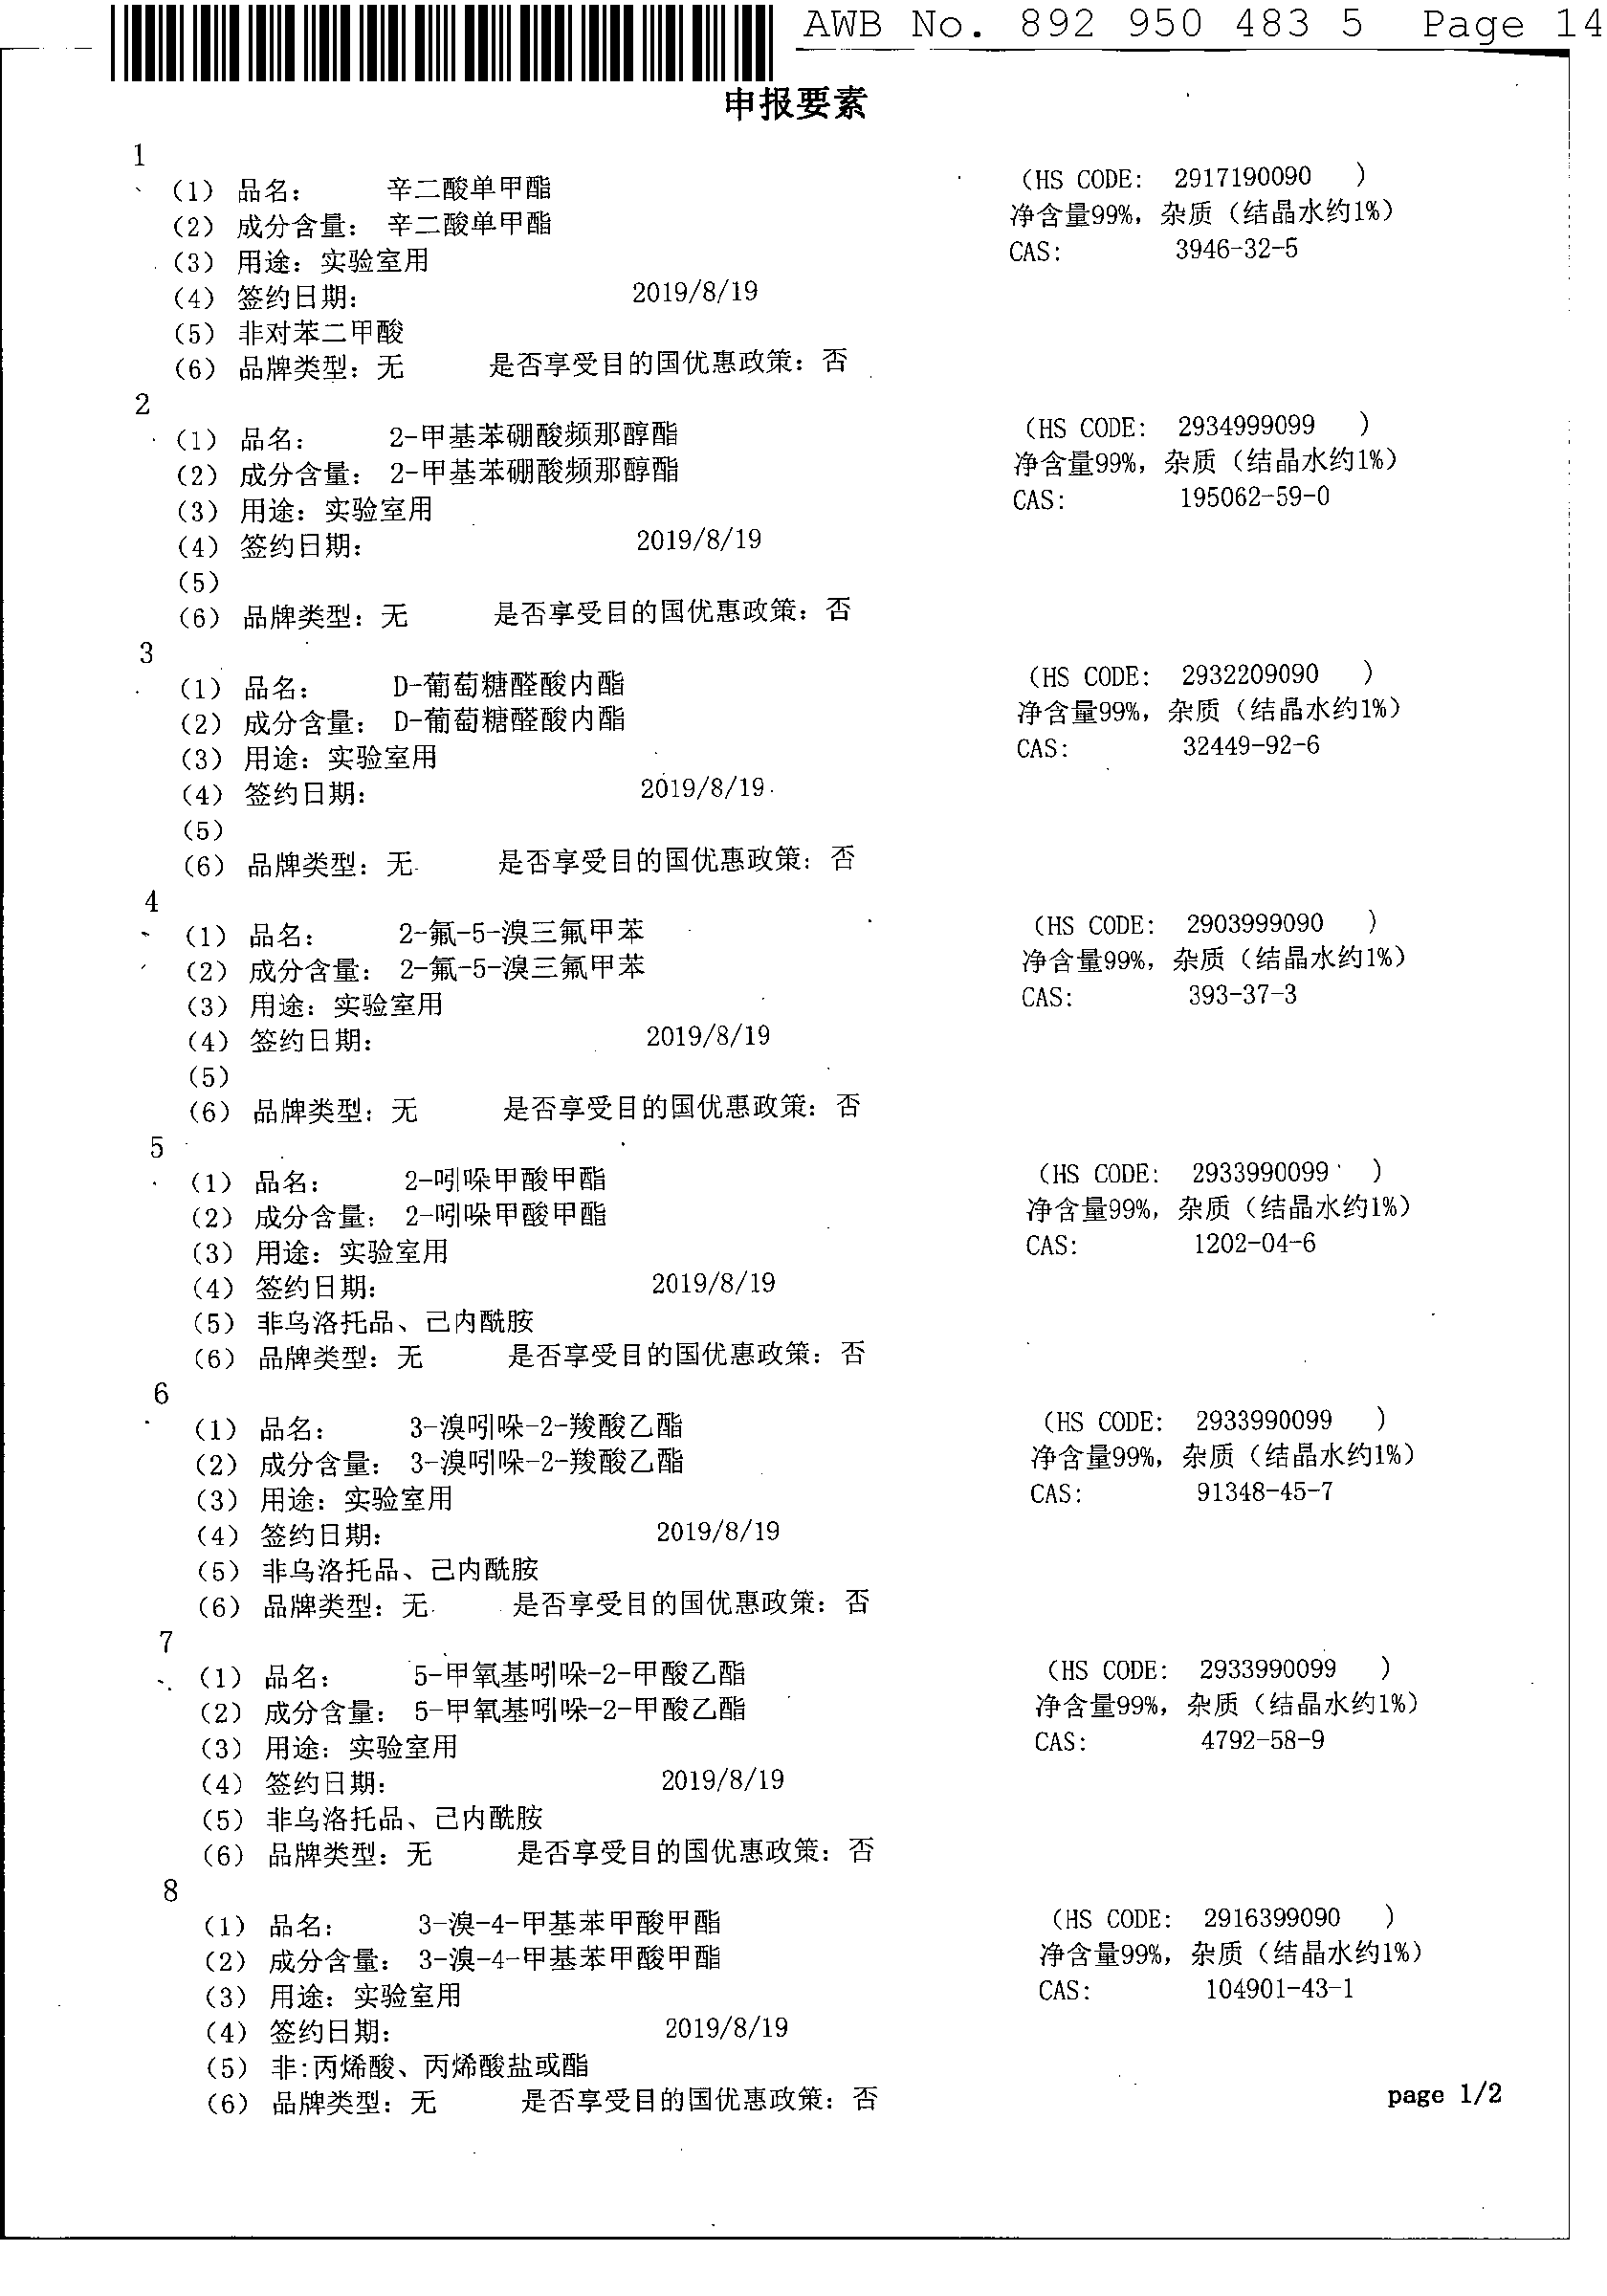 AWB No. 892 950 483 5 Page 14
申报要素
1
(1) 品名: 辛二酸单甲酯 (HS CODE: 2917190090 )
(2) 成分含量: 辛二酸单甲酯 净含量99%, 杂质（结晶水约1%）
(3) 用途: 实验室用 CAS: 3946-32-5
(4) 签约日期: 2019/8/19
(5) 非对苯二甲酸
(6) 品牌类型: 无 是否享受目的国优惠政策: 否
2
(1) 品名: 2-甲基苯硼酸频那醇酯 (HS CODE: 2934999099 )
(2) 成分含量: 2-甲基苯硼酸频那醇酯 净含量99%, 杂质（结晶水约1%）
(3) 用途: 实验室用 CAS: 195062-59-0
(4) 签约日期: 2019/8/19
(5)
(6) 品牌类型: 无 是否享受目的国优惠政策: 否
3
(1) 品名: D-葡萄糖醛酸内酯 (HS CODE: 2932209090 )
(2) 成分含量: D-葡萄糖醛酸内酯 净含量99%, 杂质（结晶水约1%）
(3) 用途: 实验室用 CAS: 32449-92-6
(4) 签约日期: 2019/8/19
(5)
(6) 品牌类型: 无 是否享受目的国优惠政策: 否
4
(1) 品名: 2-氟-5-溴三氟甲苯 (HS CODE: 2903999090 )
(2) 成分含量: 2-氟-5-溴三氟甲苯 净含量99%, 杂质（结晶水约1%）
(3) 用途: 实验室用 CAS: 393-37-3
(4) 签约日期: 2019/8/19
(5)
(6) 品牌类型: 无 是否享受目的国优惠政策: 否
5
(1) 品名: 2-吲哚甲酸甲酯 (HS CODE: 2933990099 )
(2) 成分含量: 2-吲哚甲酸甲酯 净含量99%, 杂质（结晶水约1%）
(3) 用途: 实验室用 CAS: 1202-04-6
(4) 签约日期: 2019/8/19
(5) 非乌洛托品、己内酰胺
(6) 品牌类型: 无 是否享受目的国优惠政策: 否
6
(1) 品名: 3-溴吲哚-2-羧酸乙酯 (HS CODE: 2933990099 )
(2) 成分含量: 3-溴吲哚-2-羧酸乙酯 净含量99%, 杂质（结晶水约1%）
(3) 用途: 实验室用 CAS: 91348-45-7
(4) 签约日期: 2019/8/19
(5) 非乌洛托品、己内酰胺
(6) 品牌类型: 无 是否享受目的国优惠政策: 否
7
(1) 品名: 5-甲氧基吲哚-2-甲酸乙酯 (HS CODE: 2933990099 )
(2) 成分含量: 5-甲氧基吲哚-2-甲酸乙酯 净含量99%, 杂质（结晶水约1%）
(3) 用途: 实验室用 CAS: 4792-58-9
(4) 签约日期: 2019/8/19
(5) 非乌洛托品、己内酰胺
(6) 品牌类型: 无 是否享受目的国优惠政策: 否
8
(1) 品名: 3-溴-4-甲基苯甲酸甲酯 (HS CODE: 2916399090 )
(2) 成分含量: 3-溴-4-甲基苯甲酸甲酯 净含量99%, 杂质（结晶水约1%）
(3) 用途: 实验室用 CAS: 104901-43-1
(4) 签约日期: 2019/8/19
(5) 非:丙烯酸、丙烯酸盐或酯
(6) 品牌类型: 无 是否享受目的国优惠政策: 否
page 1/2